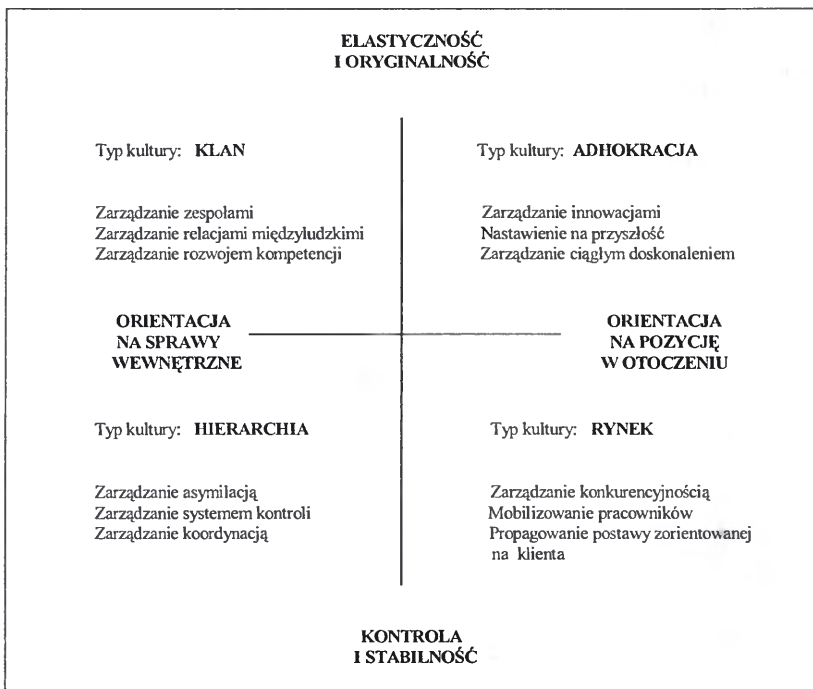 ELASTYCZNOŚĆ
I ORYGINALNOŚĆ
Typ kultury: KLAN
Zarządzanie zespołami
Zarządzanie relacjami międzyludzkimi
Zarządzanie rozwojem kompetencji
Typ kultury: ADHOKRACJA
Zarządzanie innowacjami
Nastawienie na przyszłość
Zarządzanie ciągłym doskonaleniem
ORIENTACJA
NA SPRAWY
WEWNĘTRZNE
ORIENTACJA
NA POZYCJĘ
W OTOCZENIU
Typ kultury: HIERARCHIA
Zarządzanie asymilacją
Zarządzanie systemem kontroli
Zarządzanie koordynacją
Typ kultury: RYNEK
Zarządzanie konkurencyjnością
Mobilizowanie pracowników
Propagowanie postawy zorientowanej
na klienta
KONTROLA
I STABILNOŚĆ